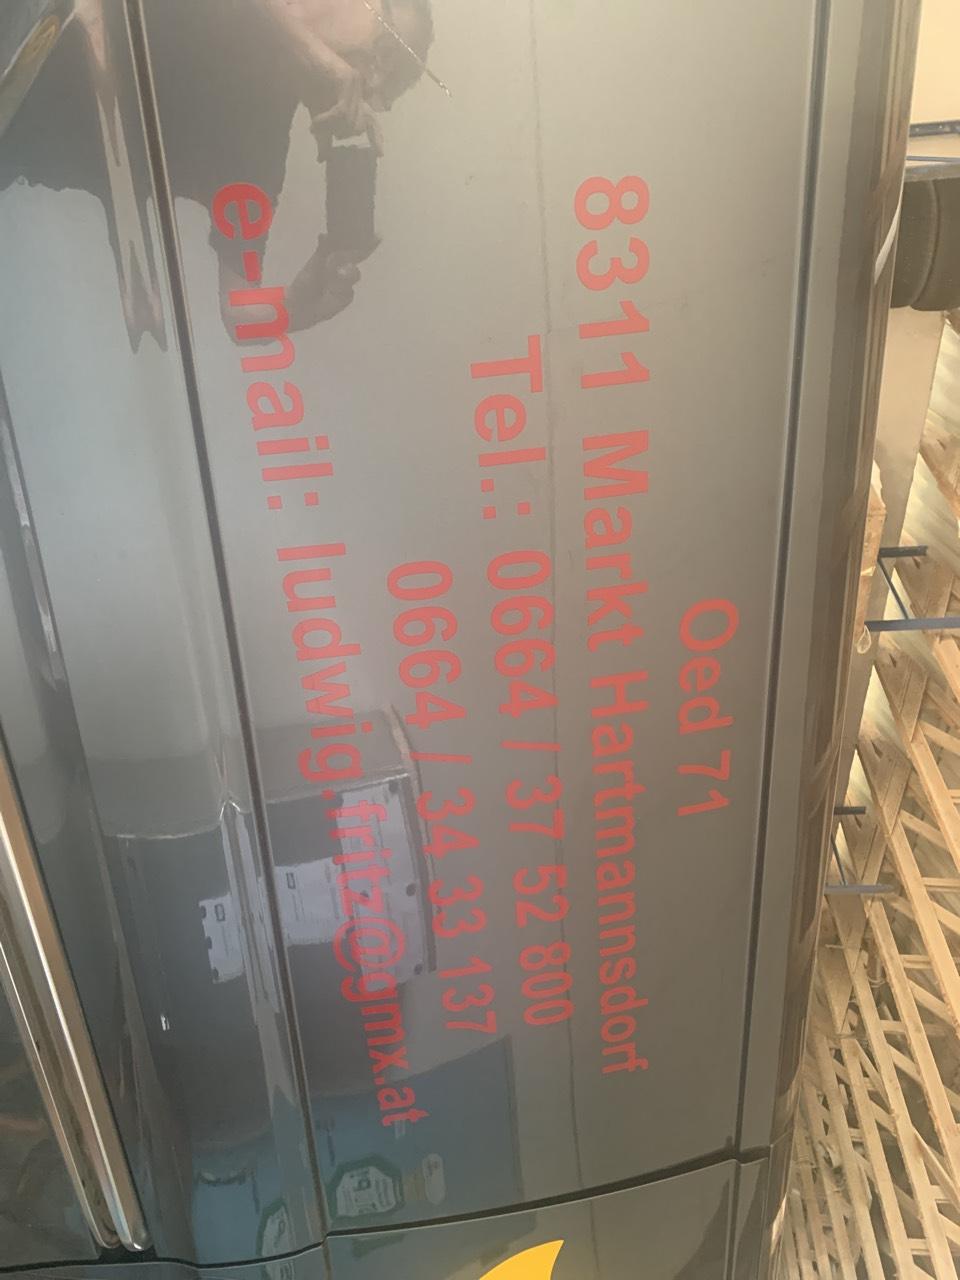 Oed 71
8311 Markt Hartmannsdorf
Tel.: 0664 / 37 52 800
0664 / 34 33 137
e-mail: ludwig.fritz@gmx.at